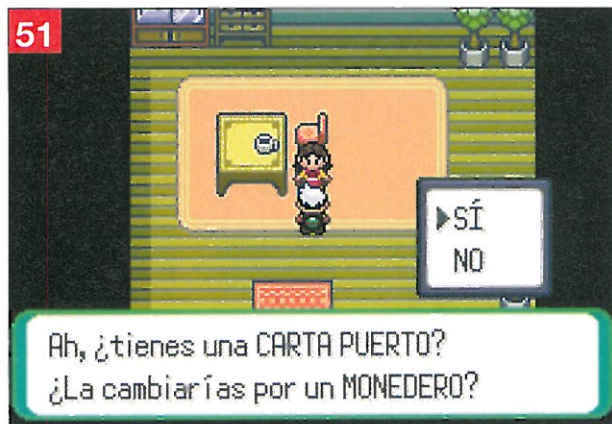 51
SÍ
NO
Ah, ¿tienes una CARTA PUERTO?
¿La cambiarías por un MONEDERO?